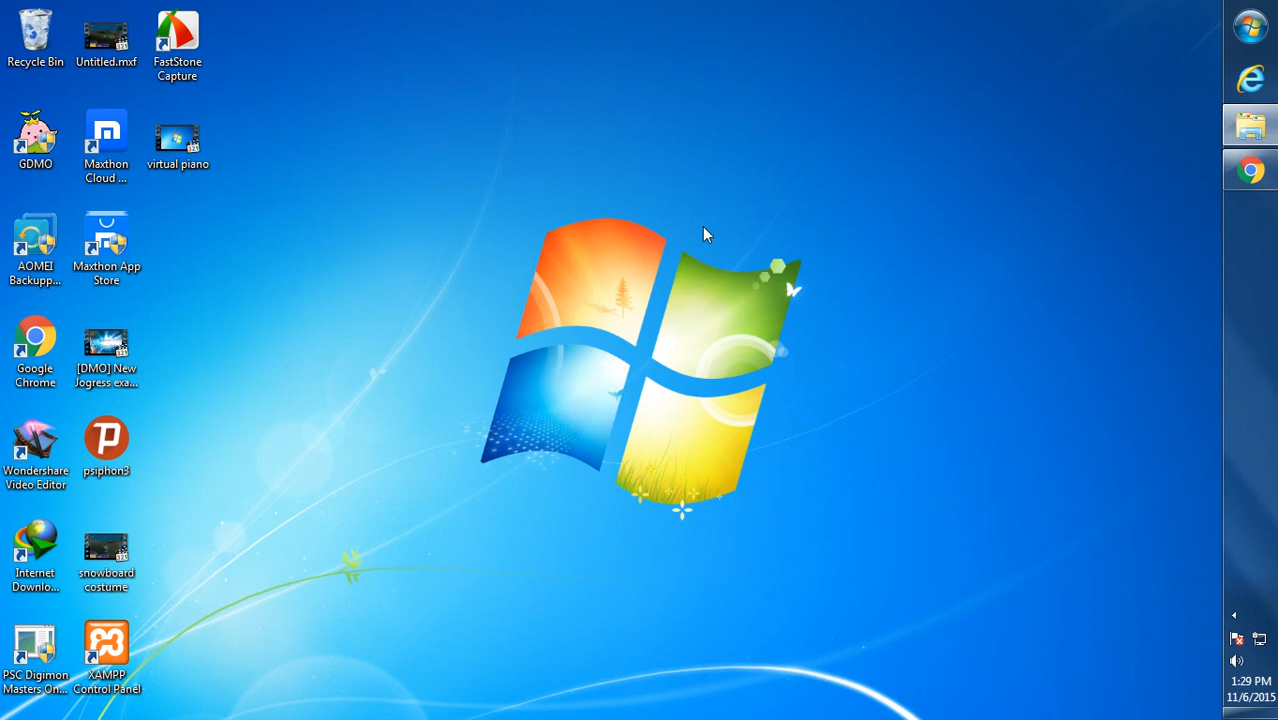 Recycle Bin
Untitled.mxf
FastStone
Capture
GDMO
Maxthon
Cloud ...
virtual piano
AOMEI
Backupp...
Maxthon App
Store
Google
Chrome
[DMO] New
Jogress exa...
Wondershare
Video Editor
psiphon3
Internet
Downlo...
snowboard
costume
PSC Digimon
Masters On...
XAMPP
Control Panel
1:29 PM
11/6/2015